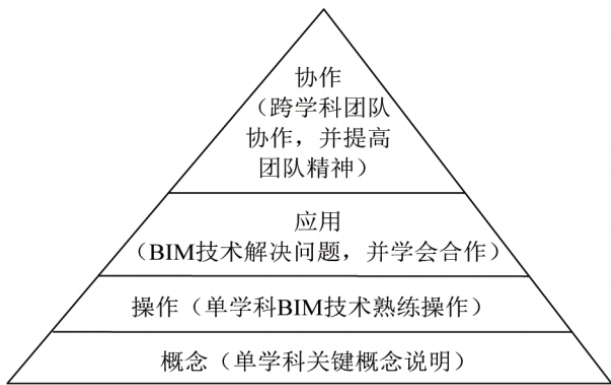 协作
（跨学科团队
协作，并提高
团队精神）
应用
（BIM技术解决问题，并学会合作）
操作（单学科BIM技术熟练操作）
概念（单学科关键概念说明）